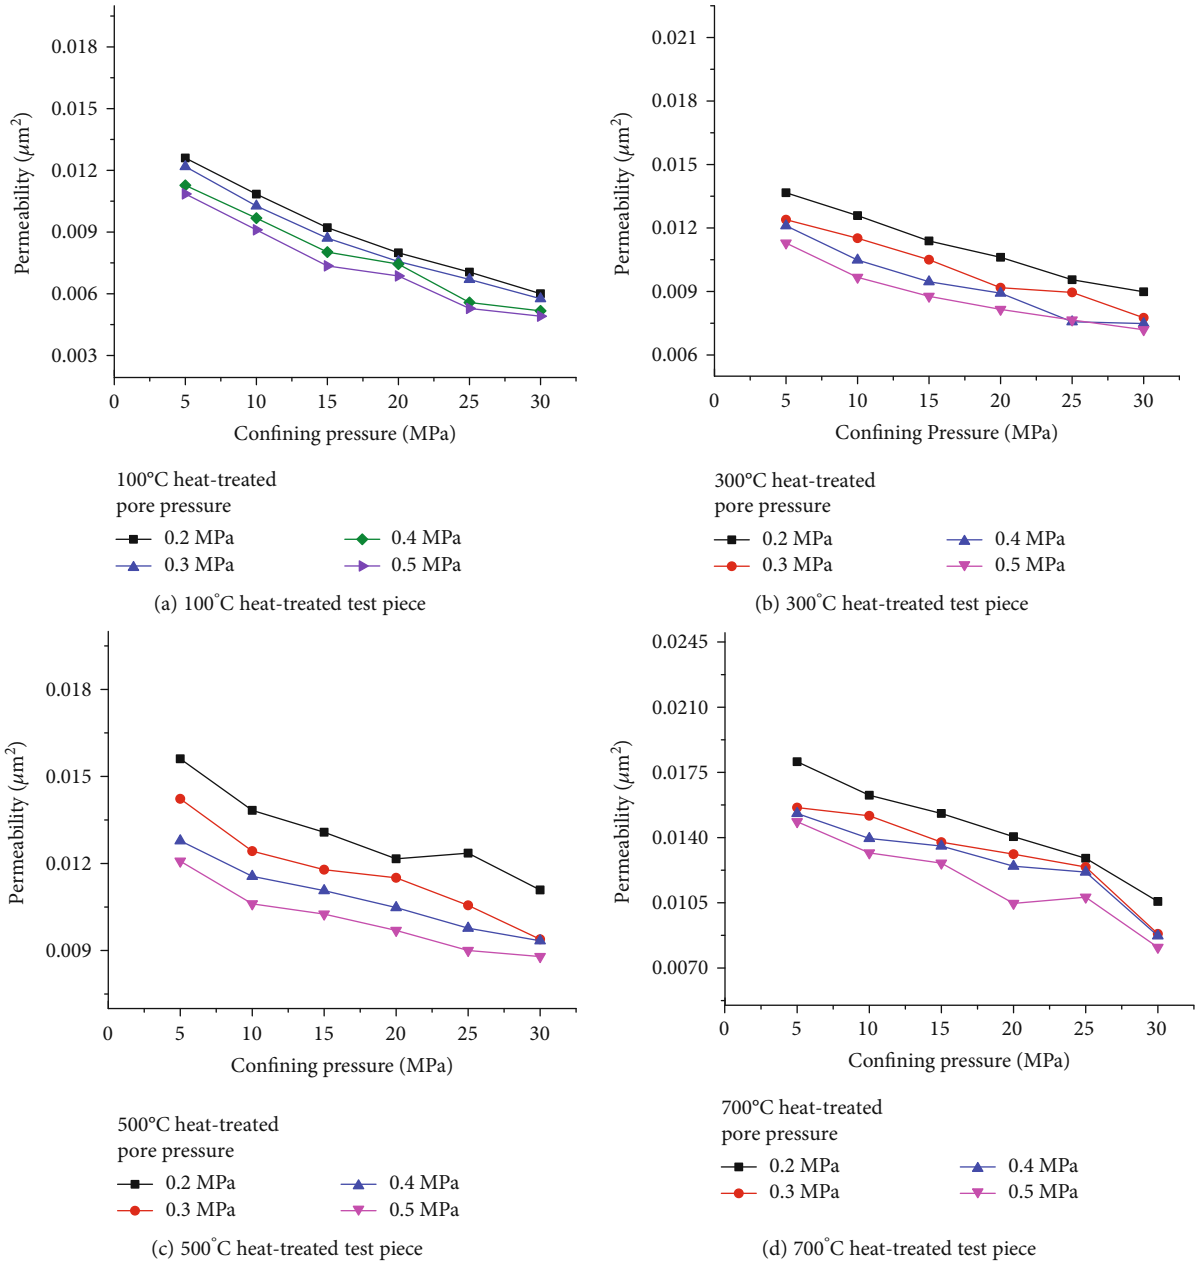 0.018
0.015
0.012
0.009
0.006
0.003
Permeability (μm²)
0 5 10 15 20 25 30
Confining pressure (MPa)
100°C heat-treated
pore pressure
0.2 MPa 0.4 MPa
0.3 MPa 0.5 MPa
(a) 100°C heat-treated test piece
0.021
0.018
0.015
0.012
0.009
0.006
Permeability (μm²)
0 5 10 15 20 25 30
Confining Pressure (MPa)
300°C heat-treated
pore pressure
0.2 MPa 0.4 MPa
0.3 MPa 0.5 MPa
(b) 300°C heat-treated test piece
0.018
0.015
0.012
0.009
Permeability (μm²)
0 5 10 15 20 25 30
Confining pressure (MPa)
500°C heat-treated
pore pressure
0.2 MPa 0.4 MPa
0.3 MPa 0.5 MPa
(c) 500°C heat-treated test piece
0.0245
0.0210
0.0175
0.0140
0.0105
0.0070
Permeability (μm²)
0 5 10 15 20 25 30
Confining pressure (MPa)
700°C heat-treated
pore pressure
0.2 MPa 0.4 MPa
0.3 MPa 0.5 MPa
(d) 700°C heat-treated test piece